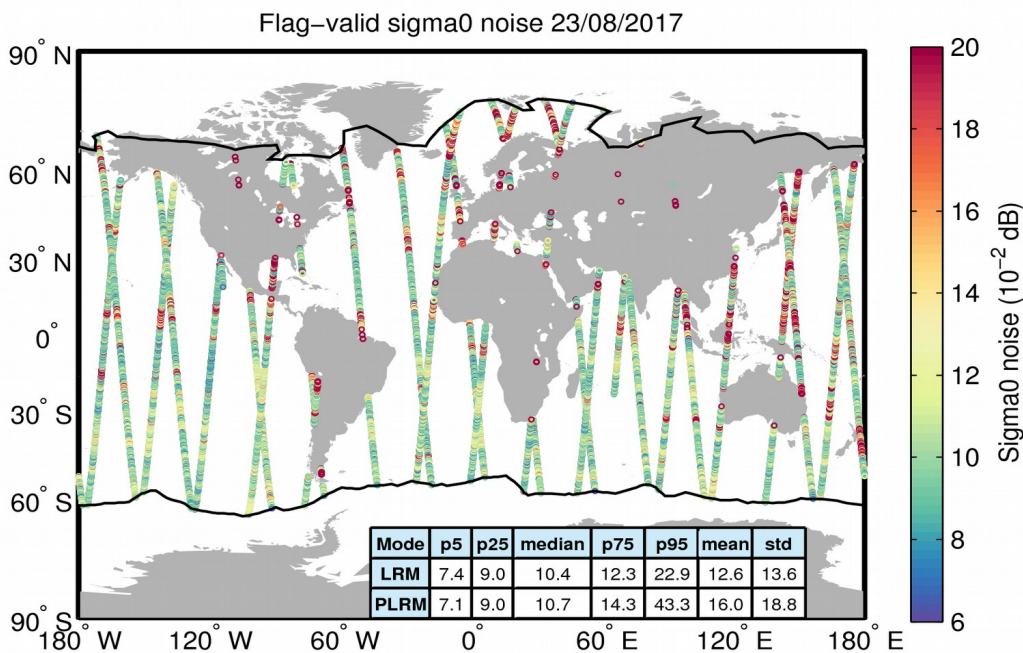 Flag−valid sigma0 noise 23/08/2017
90° N
60° N
30° N
0°
30° S
60° S
90° S
180° W
120° W
60° W
0°
60° E
120° E
180° E
Mode p5 p25 median p75 p95 mean std
LRM 7.4 9.0 10.4 12.3 22.9 12.6 13.6
PLRM 7.1 9.0 10.7 14.3 43.3 16.0 18.8
20
18
16
14
12
10
8
6
Sigma0 noise (10⁻² dB)